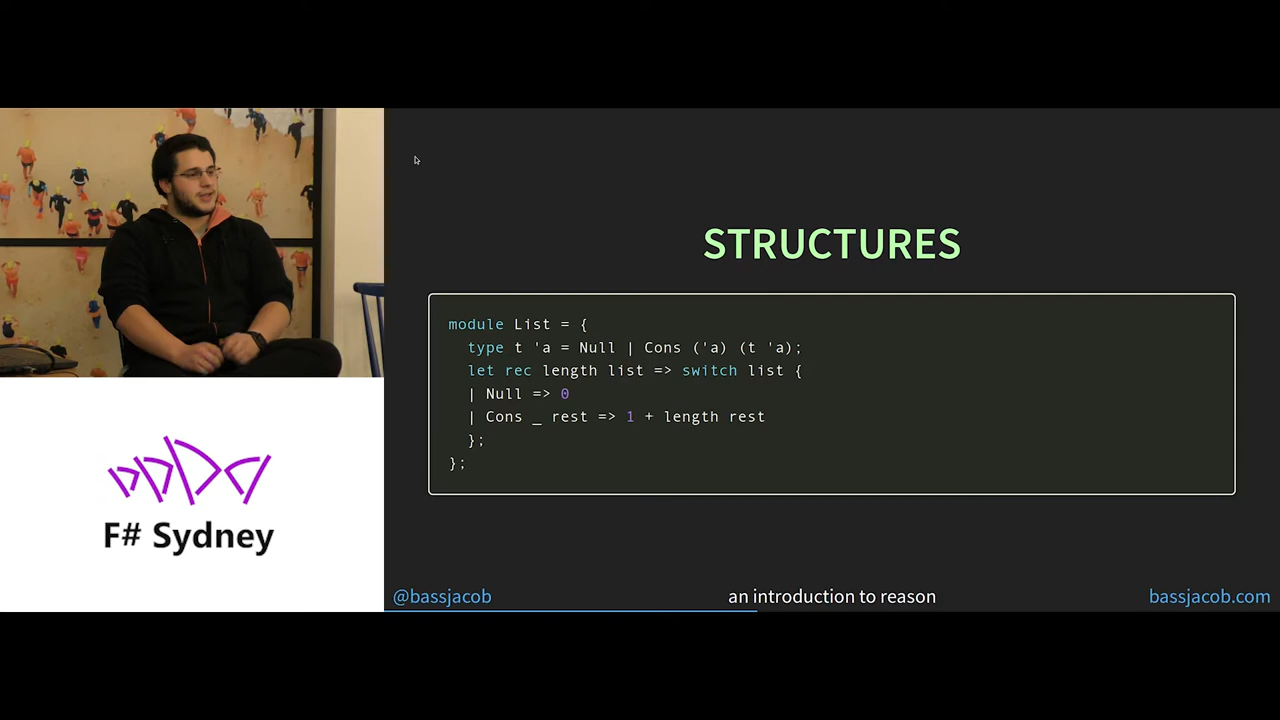 STRUCTURES
module List = {
  type t 'a = Null | Cons ('a) (t 'a);
  let rec length list => switch list {
  | Null => 0
  | Cons _ rest => 1 + length rest
  };
};
F# Sydney
@bassjacob
an introduction to reason
bassjacob.com